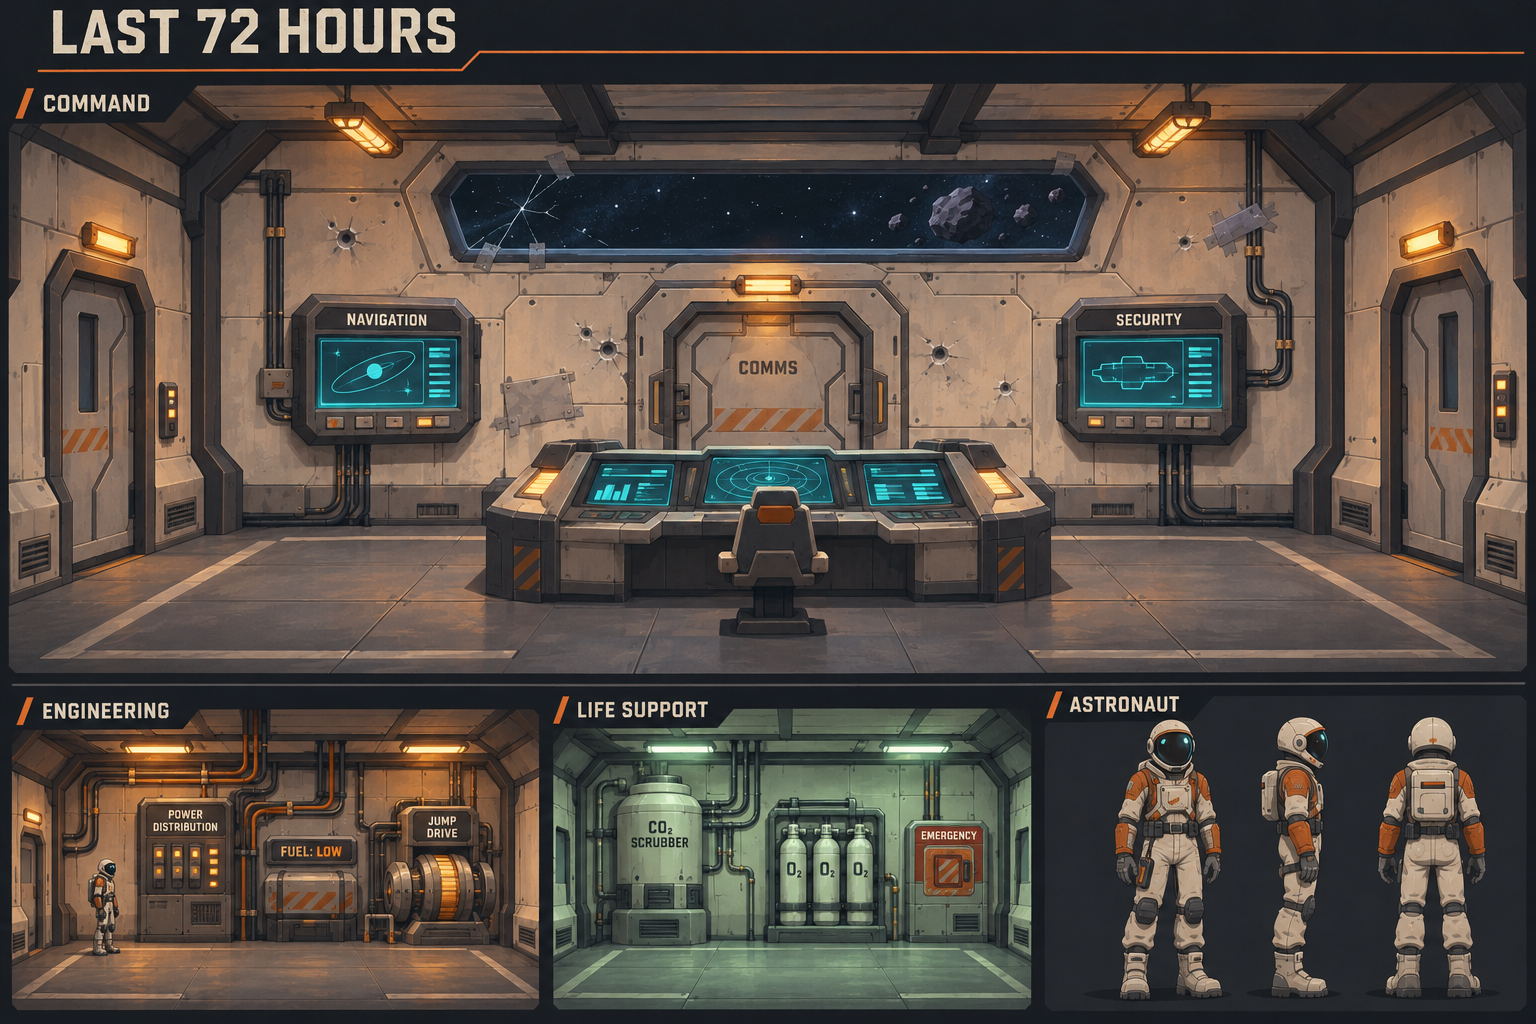 LAST 72 HOURS
COMMAND
NAVIGATION
COMMS
SECURITY
ENGINEERING
POWER
DISTRIBUTION
FUEL: LOW
JUMP
DRIVE
LIFE SUPPORT
CO₂
SCRUBBER
O₂
O₂
O₂
EMERGENCY
ASTRONAUT